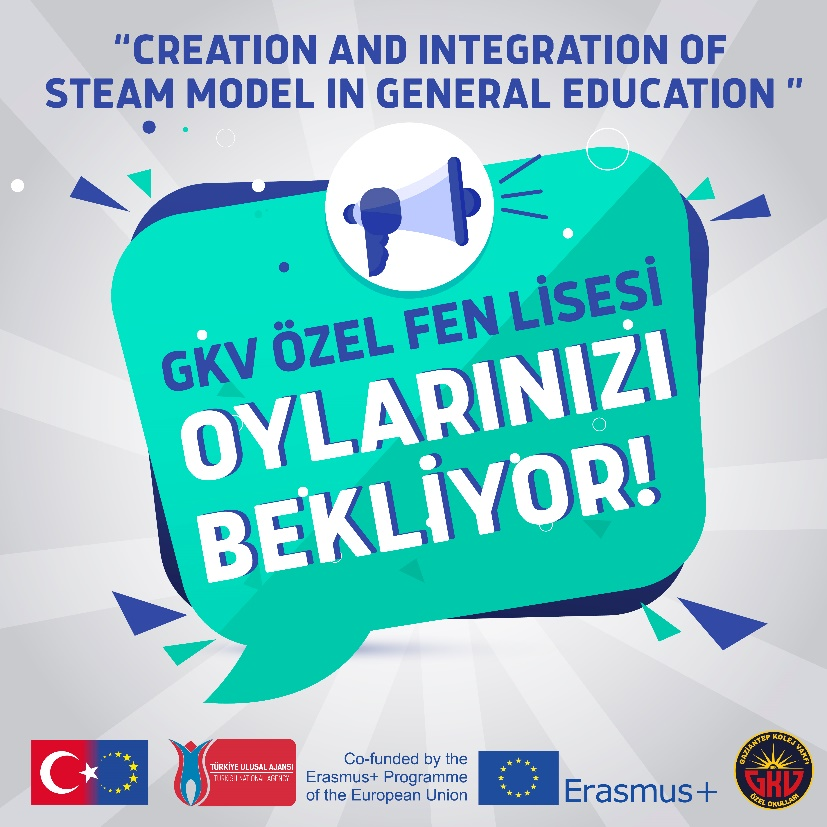 "CREATION AND INTEGRATION OF
STEAM MODEL IN GENERAL EDUCATION "
GKV ÖZEL FEN LİSESİ
OYLARINIZI
BEKLİYOR!
TÜRKİYE ULUSAL AJANSI
TURKISH NATIONAL AGENCY
Co-funded by the
Erasmus+ Programme
of the European Union
Erasmus+
GAZİANTEP KOLEJ VAKFI
GKV
ÖZEL OKULLARI